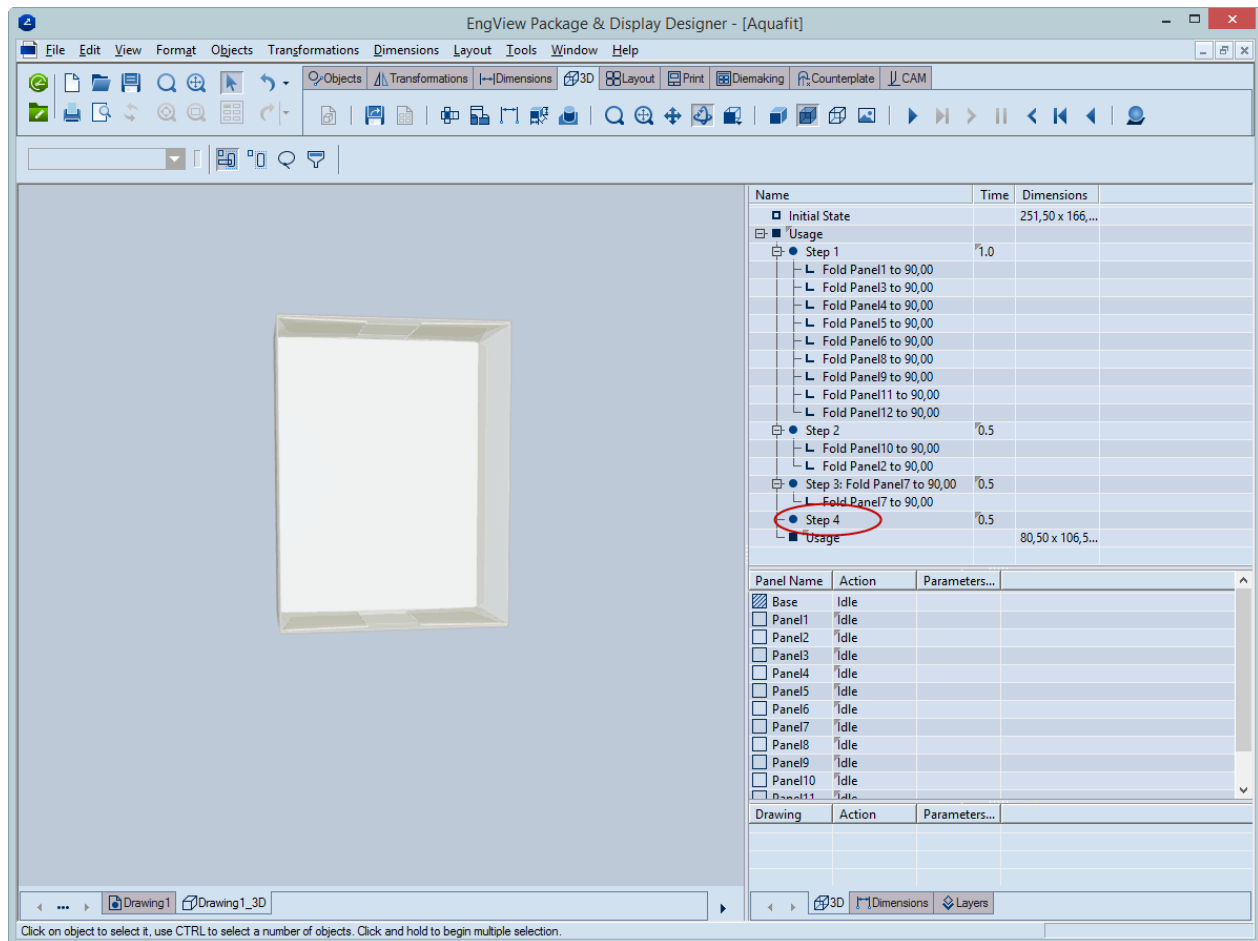 EngView Package & Display Designer - [Aquafit]
File Edit View Format Objects Transformations Dimensions Layout Tools Window Help
Objects Transformations Dimensions 3D Layout Print Diemaking Counterplate CAM
Name Time Dimensions
Initial State 251,50 x 166,...
Usage
Step 1 1.0
Fold Panel1 to 90,00
Fold Panel3 to 90,00
Fold Panel4 to 90,00
Fold Panel5 to 90,00
Fold Panel6 to 90,00
Fold Panel8 to 90,00
Fold Panel9 to 90,00
Fold Panel11 to 90,00
Fold Panel12 to 90,00
Step 2 0.5
Fold Panel10 to 90,00
Fold Panel2 to 90,00
Step 3: Fold Panel7 to 90,00 0.5
Fold Panel7 to 90,00
Step 4 0.5
Usage 80,50 x 106,5...
Panel Name Action Parameters...
Base Idle
Panel1 Idle
Panel2 Idle
Panel3 Idle
Panel4 Idle
Panel5 Idle
Panel6 Idle
Panel7 Idle
Panel8 Idle
Panel9 Idle
Panel10 Idle
Panel11 Idle
Drawing Action Parameters...
Drawing1 Drawing1_3D
3D Dimensions Layers
Click on object to select it, use CTRL to select a number of objects. Click and hold to begin multiple selection.